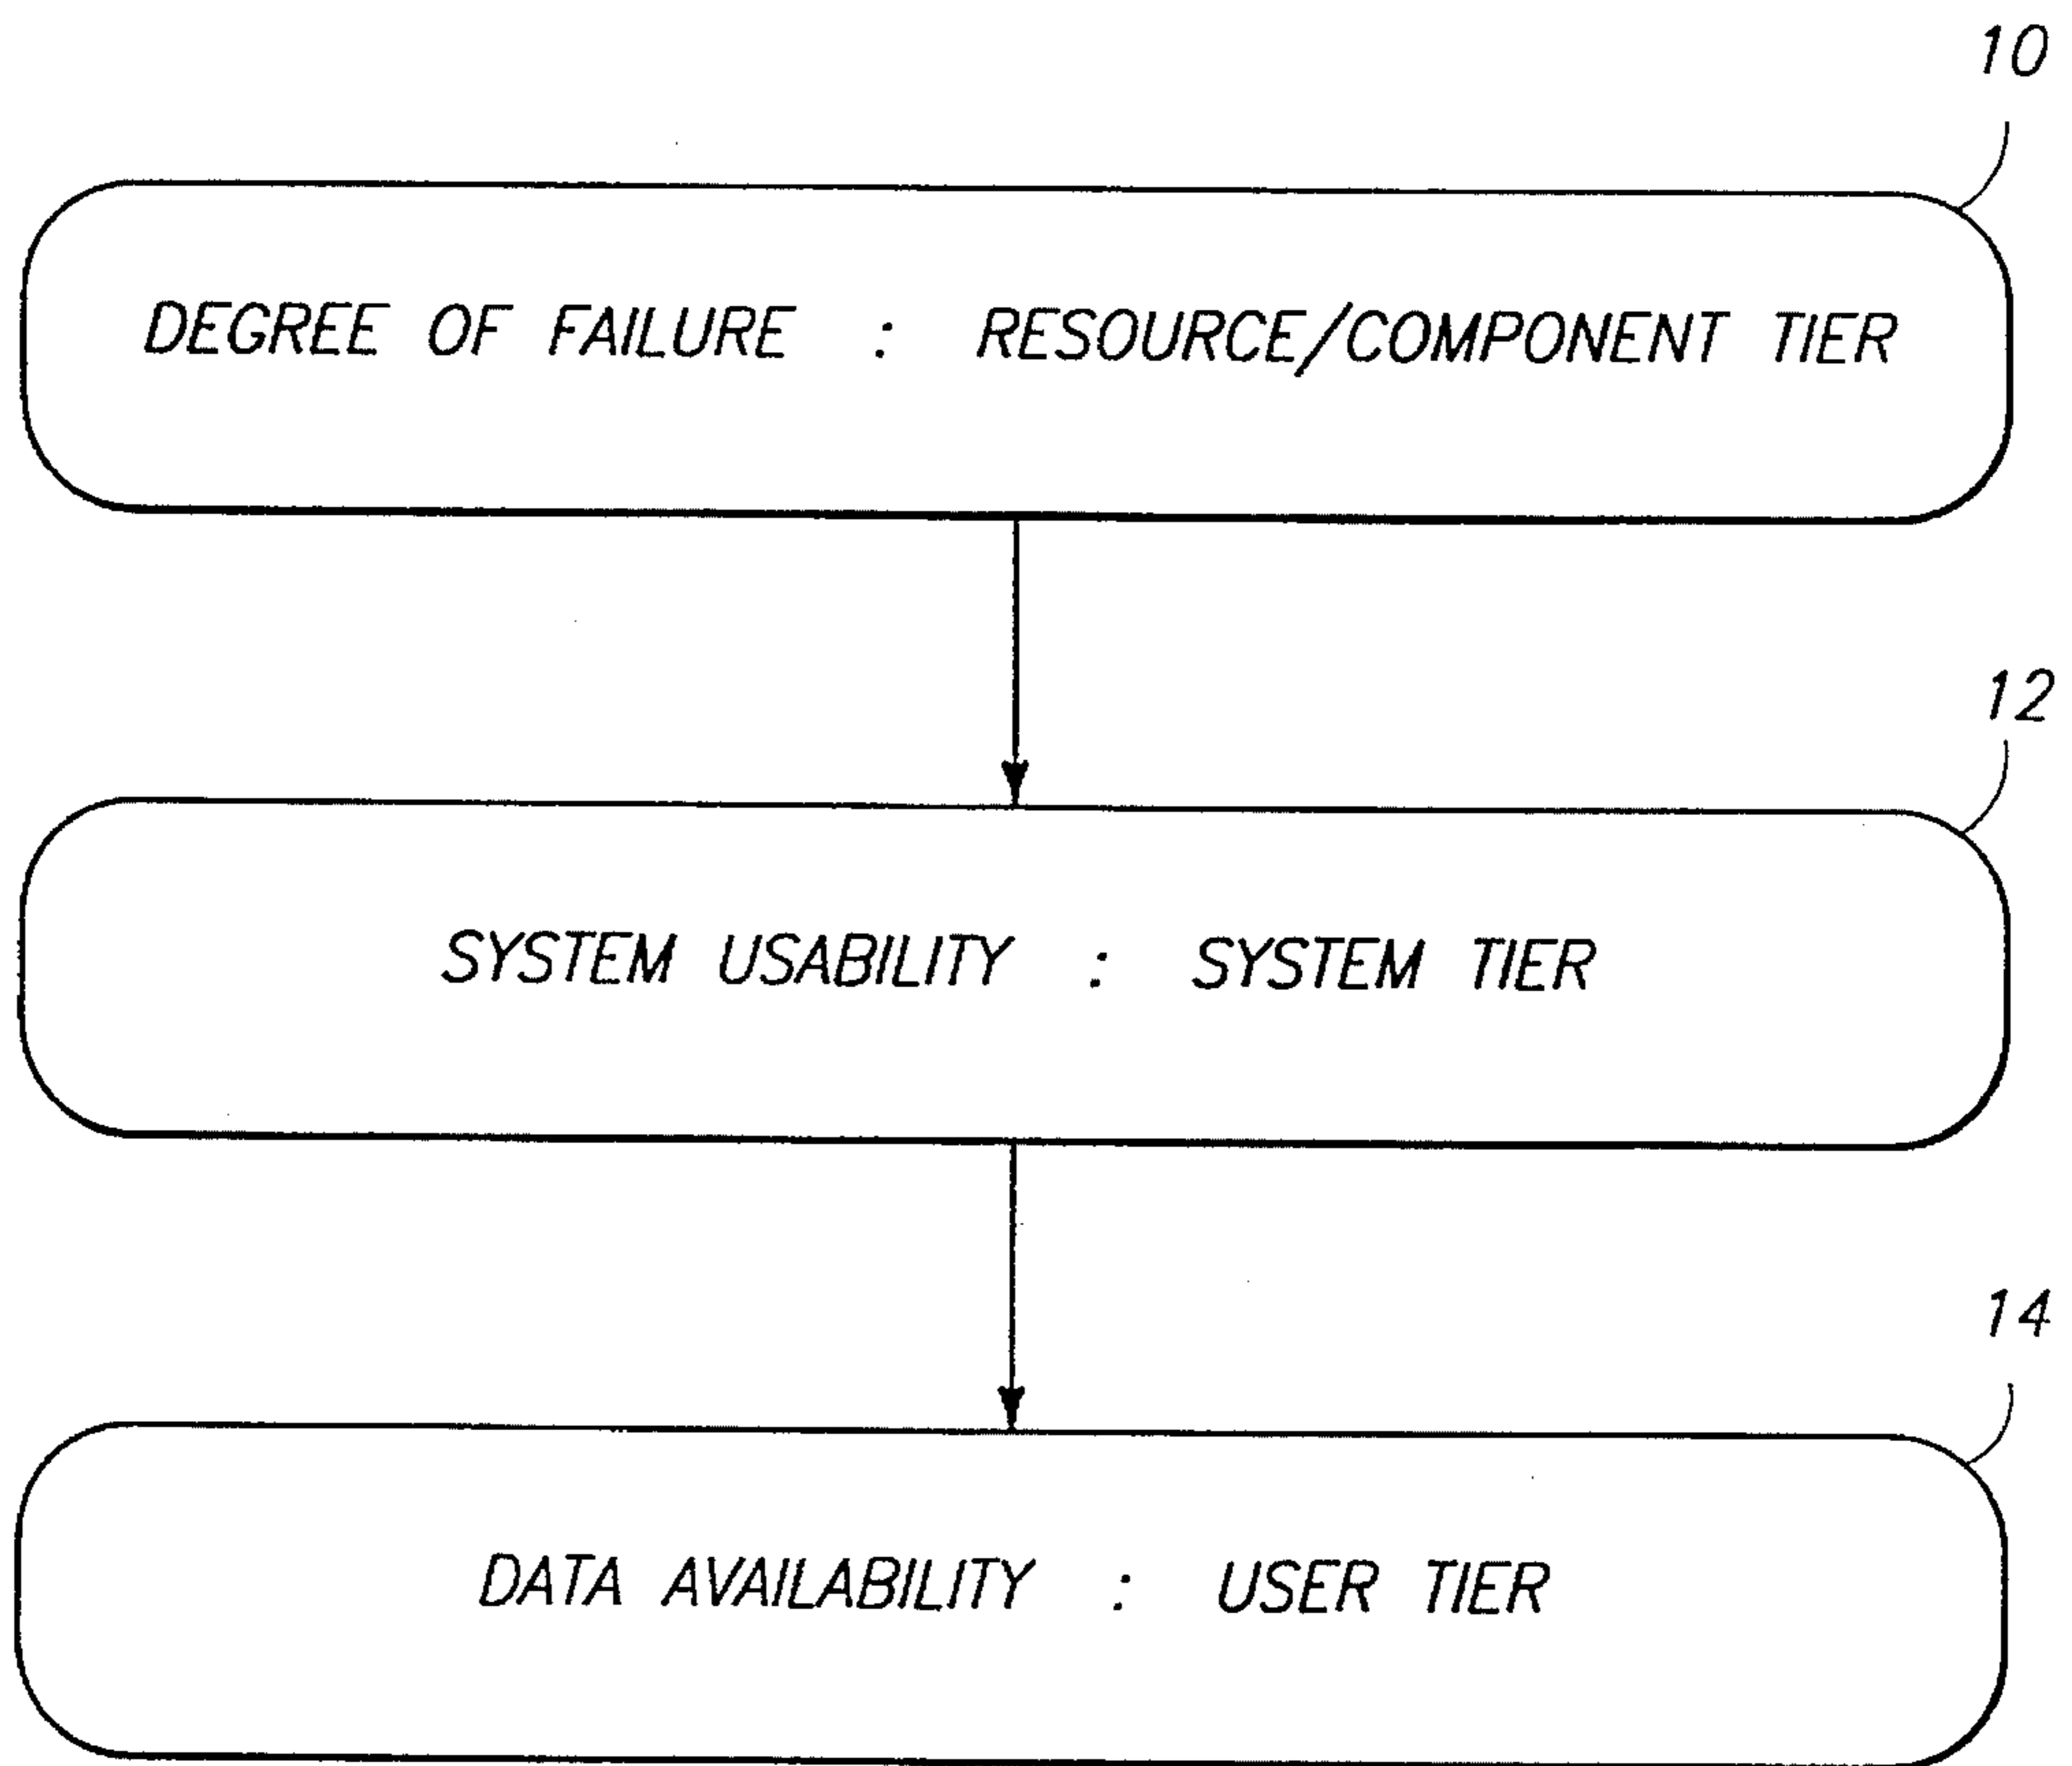 10
DEGREE OF FAILURE : RESOURCE/COMPONENT TIER
12
SYSTEM USABILITY : SYSTEM TIER
14
DATA AVAILABILITY : USER TIER